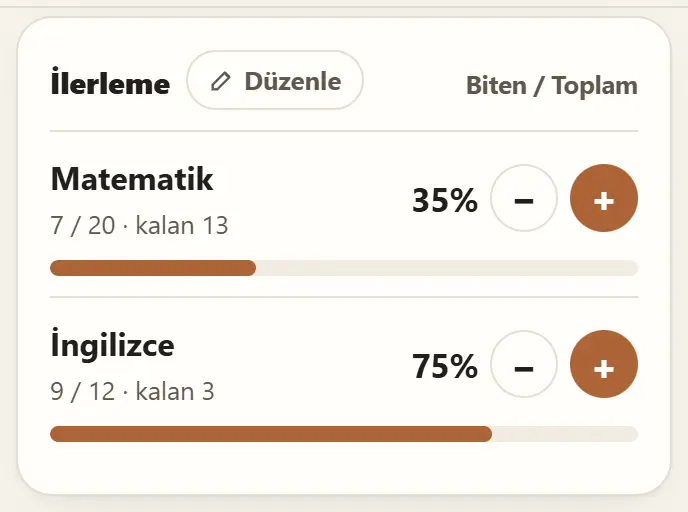 İlerleme Düzenle Biten / Toplam
Matematik
7 / 20 · kalan 13
35% − +
İngilizce
9 / 12 · kalan 3
75% − +